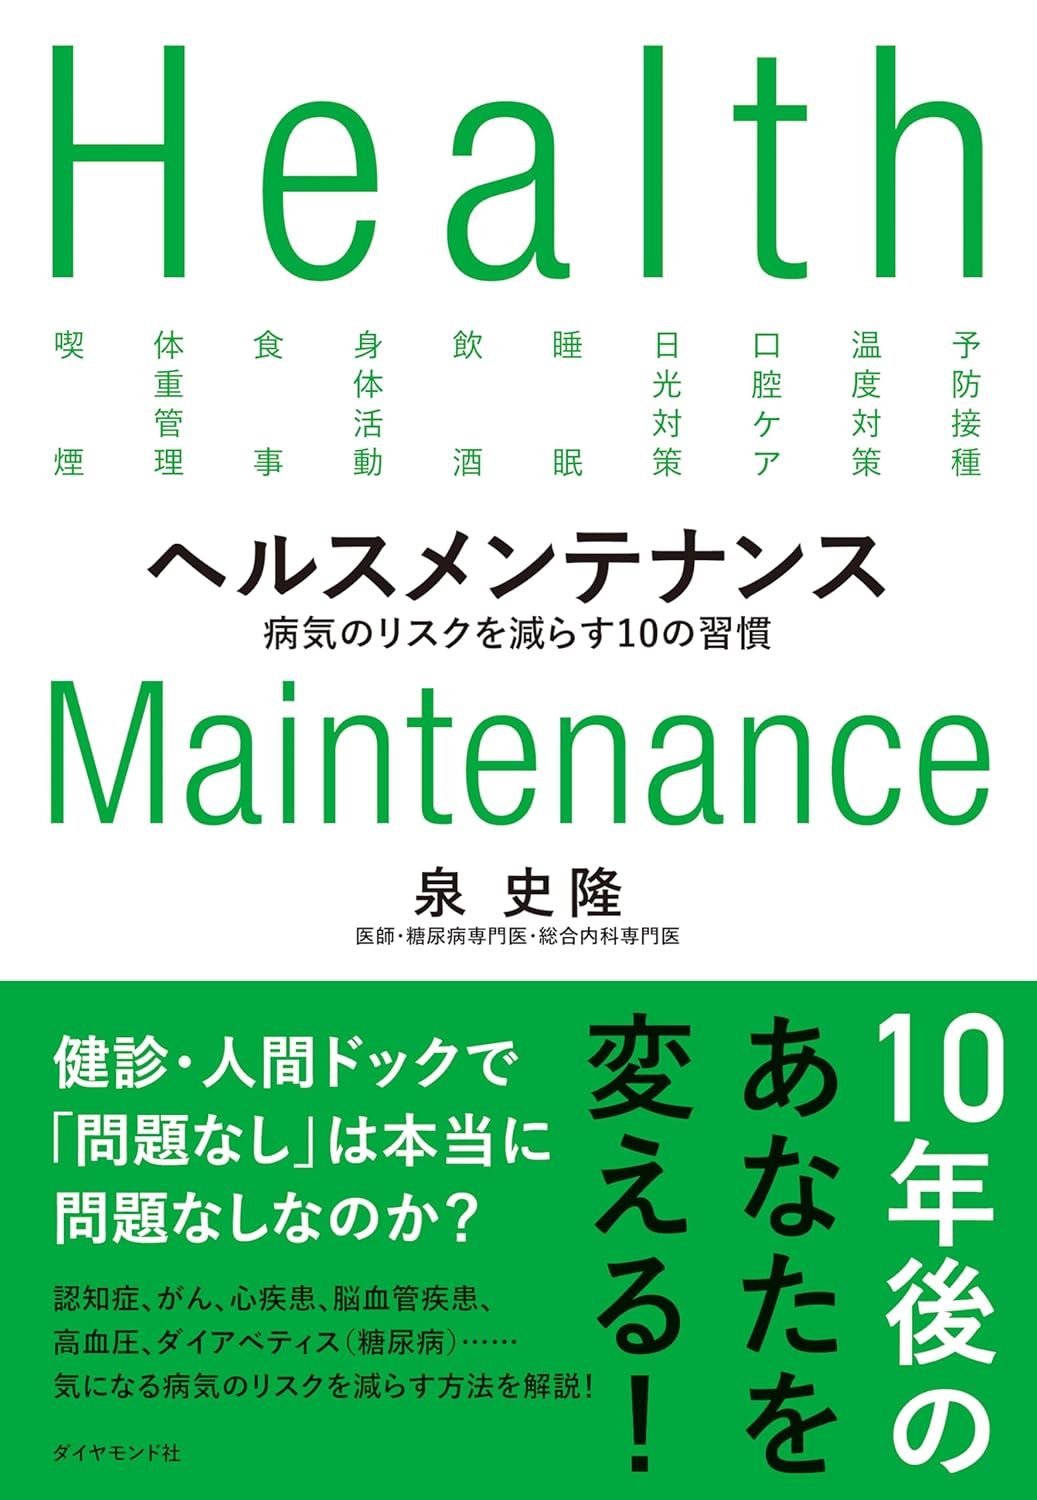 Health
喫煙
体重管理
食事
身体活動
飲酒
睡眠
日光対策
口腔ケア
温度対策
予防接種
ヘルスメンテナンス
病気のリスクを減らす10の習慣
Maintenance
泉 史隆
医師・糖尿病専門医・総合内科専門医
10年後の
あなたを
変える!
健診・人間ドックで
「問題なし」は本当に
問題なしなのか?
認知症、がん、心疾患、脳血管疾患、
高血圧、ダイアベティス(糖尿病)……
気になる病気のリスクを減らす方法を解説!
ダイヤモンド社